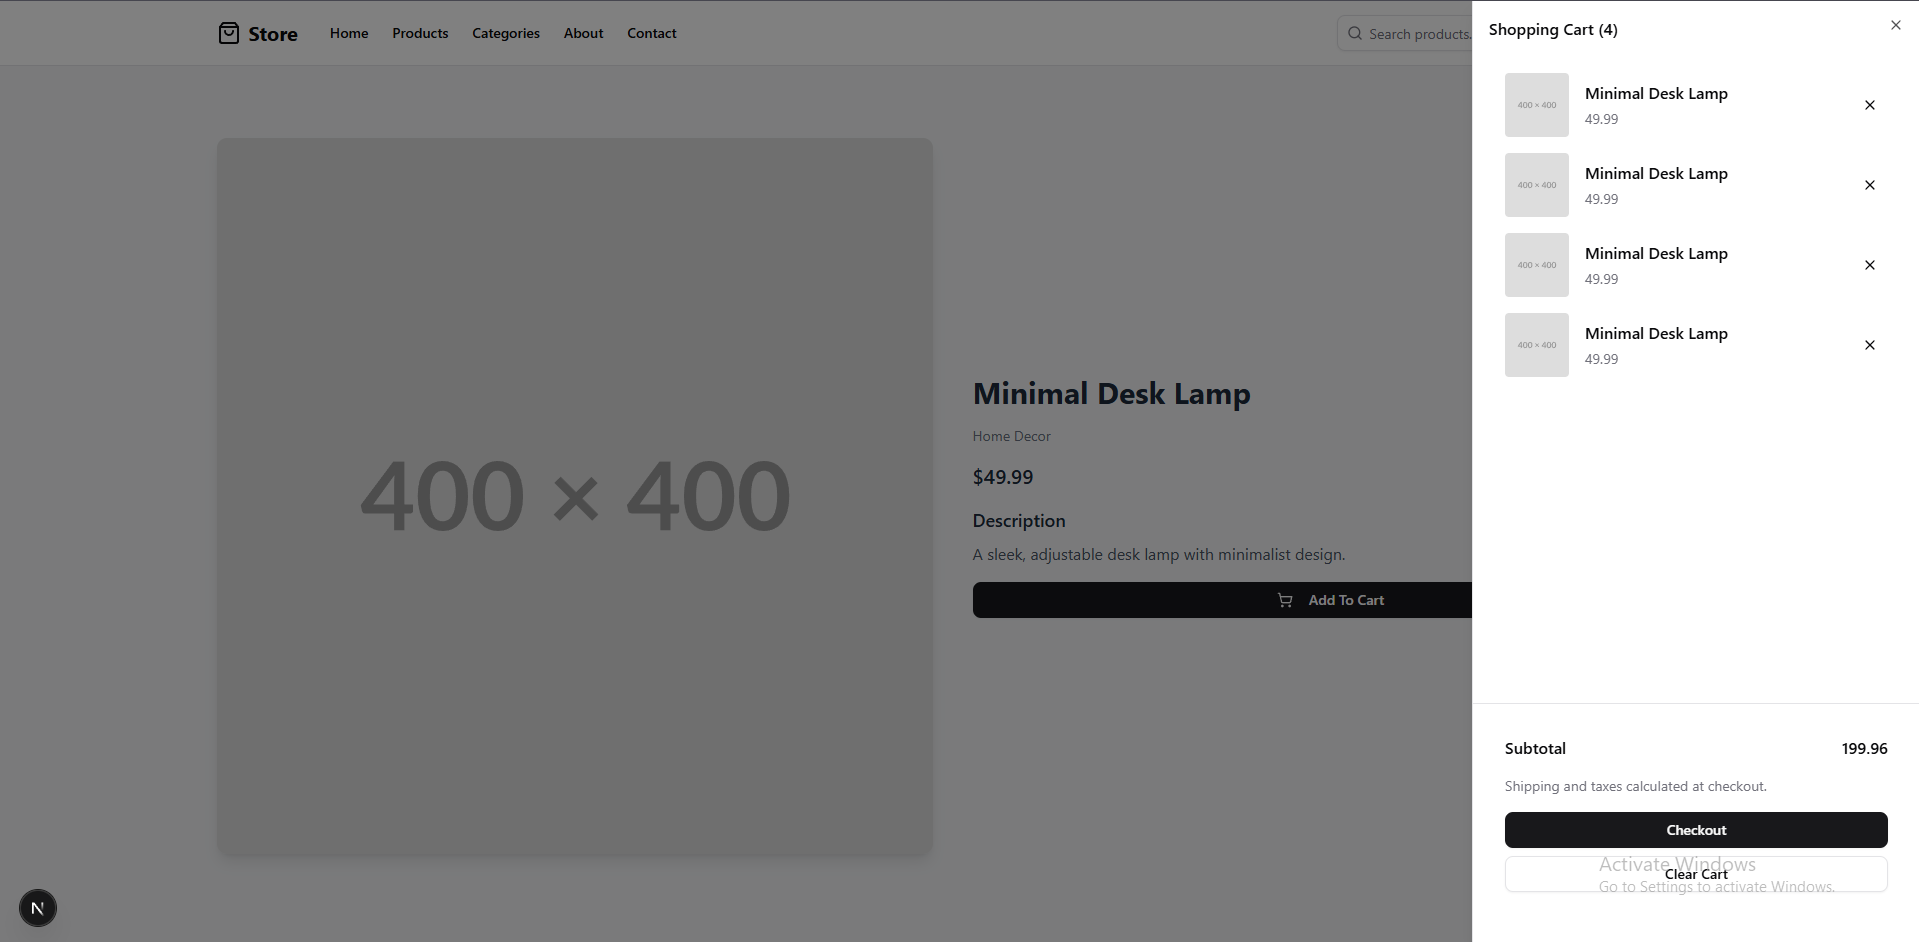 Store
Home
Products
Categories
About
Contact
Search products.
400 × 400
Minimal Desk Lamp
Home Decor
$49.99
Description
A sleek, adjustable desk lamp with minimalist design.
Add To Cart
N
Shopping Cart (4)
400 × 400
Minimal Desk Lamp
49.99
400 × 400
Minimal Desk Lamp
49.99
400 × 400
Minimal Desk Lamp
49.99
400 × 400
Minimal Desk Lamp
49.99
Subtotal
199.96
Shipping and taxes calculated at checkout.
Checkout
Activate Windows
Clear Cart
Go to Settings to activate Windows.